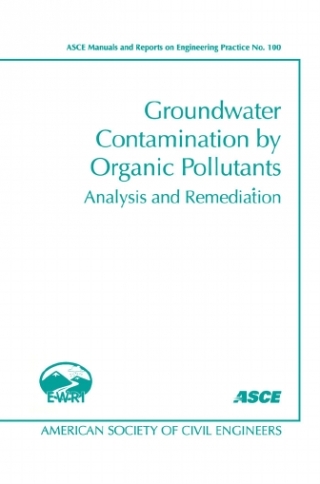 ASCE Manuals and Reports on Engineering Practice No. 100
Groundwater
Contamination by
Organic Pollutants
Analysis and Remediation
EWRI
ASCE
AMERICAN SOCIETY OF CIVIL ENGINEERS